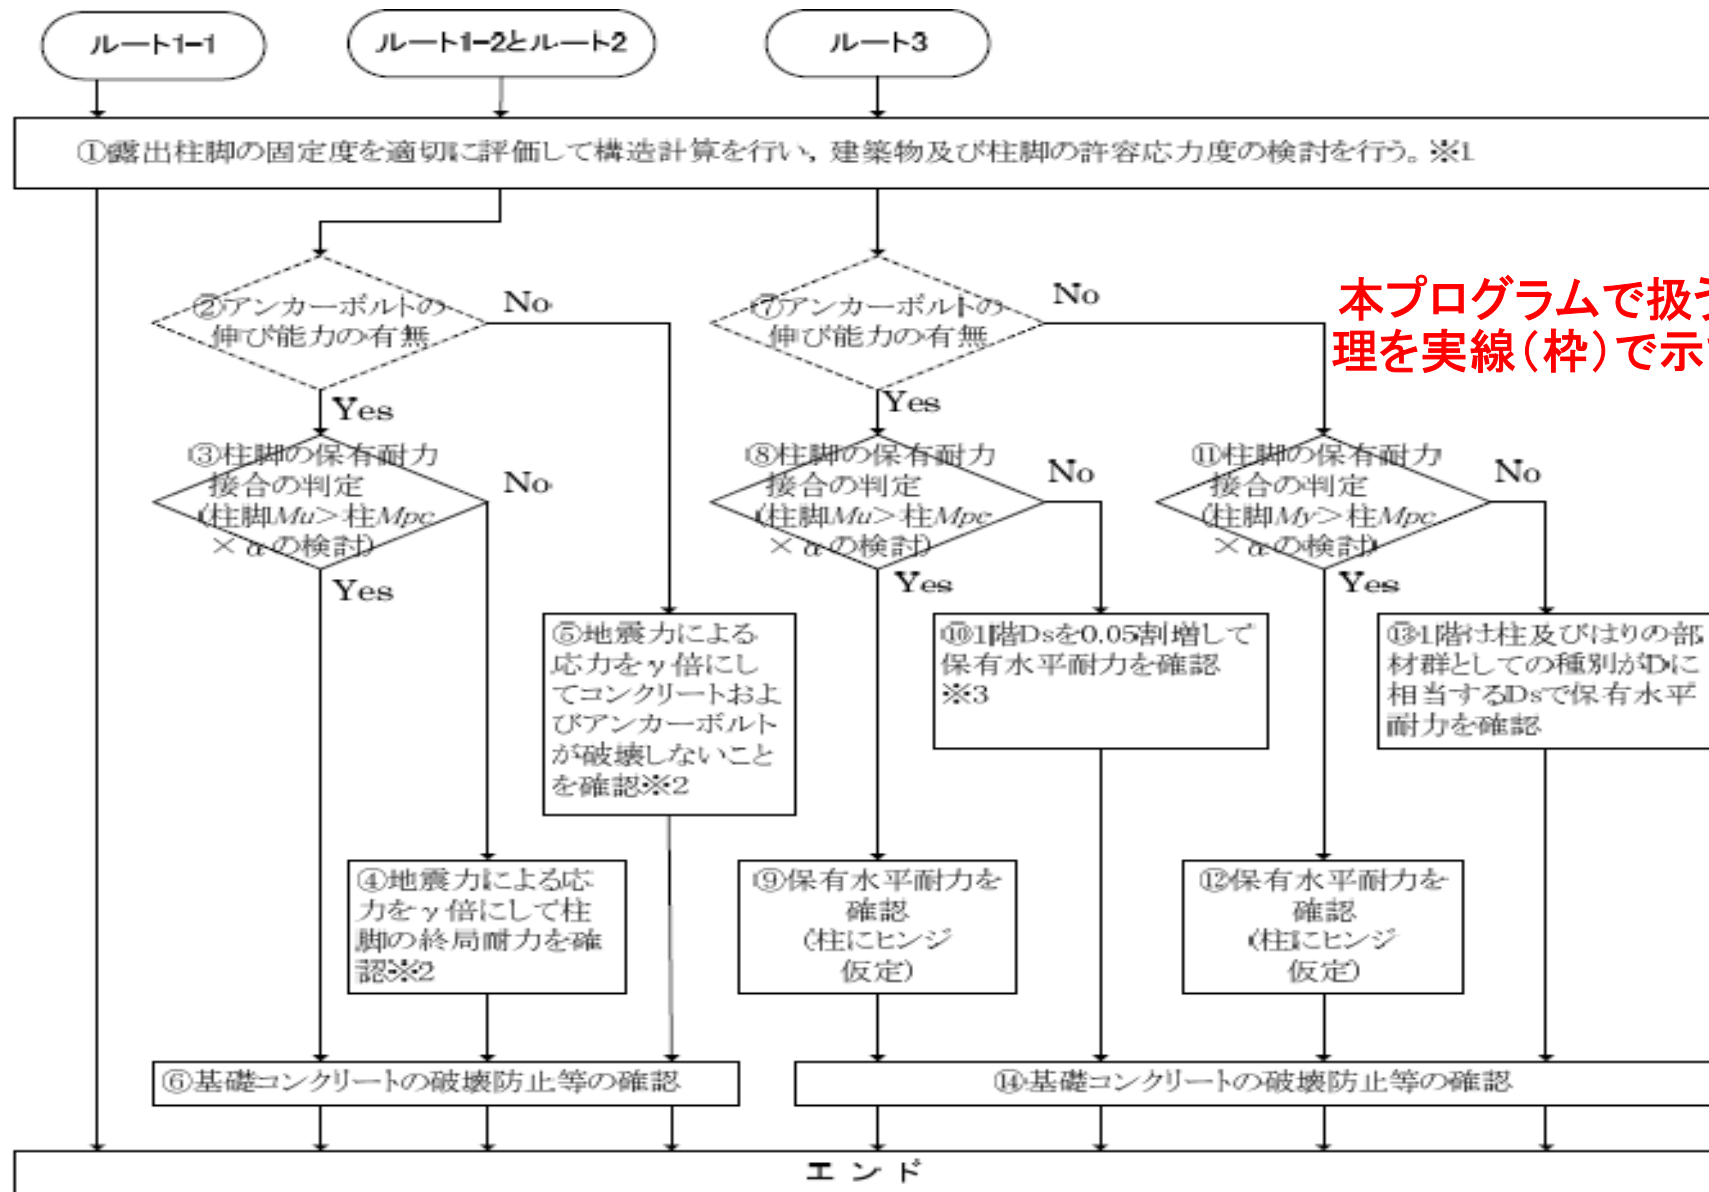 ルート1-1
ルート1-2とルート2
ルート3
①露出柱脚の固定度を適切に評価して構造計算を行い，建築物及び柱脚の許容応力度の検討を行う。※1
②アンカーボルトの
伸び能力の有無
No
Yes
⑦アンカーボルトの
伸び能力の有無
No
Yes
本プログラムで扱う
理を実線（枠）で示
③柱脚の保有耐力
接合の判定
(柱脚Mu>柱Mpc
×αの検討)
No
Yes
⑧柱脚の保有耐力
接合の判定
(柱脚Mu>柱Mpc
×αの検討)
No
Yes
⑪柱脚の保有耐力
接合の判定
(柱脚My>柱Mpc
×αの検討)
No
Yes
⑤地震力による
応力をγ倍にし
てコンクリートおよ
びアンカーボルト
が破壊しないこと
を確認※2
⑩1階Dsを0.05割増して
保有水平耐力を確認
※3
⑬1階は柱及びはりの部
材群としての種別がDに
相当するDsで保有水平
耐力を確認
④地震力による応
力をγ倍にして柱
脚の終局耐力を確
認※2
⑨保有水平耐力を
確認
(柱にヒンジ
仮定)
⑫保有水平耐力を
確認
(柱にヒンジ
仮定)
⑥基礎コンクリートの破壊防止等の確認
⑭基礎コンクリートの破壊防止等の確認
エンド